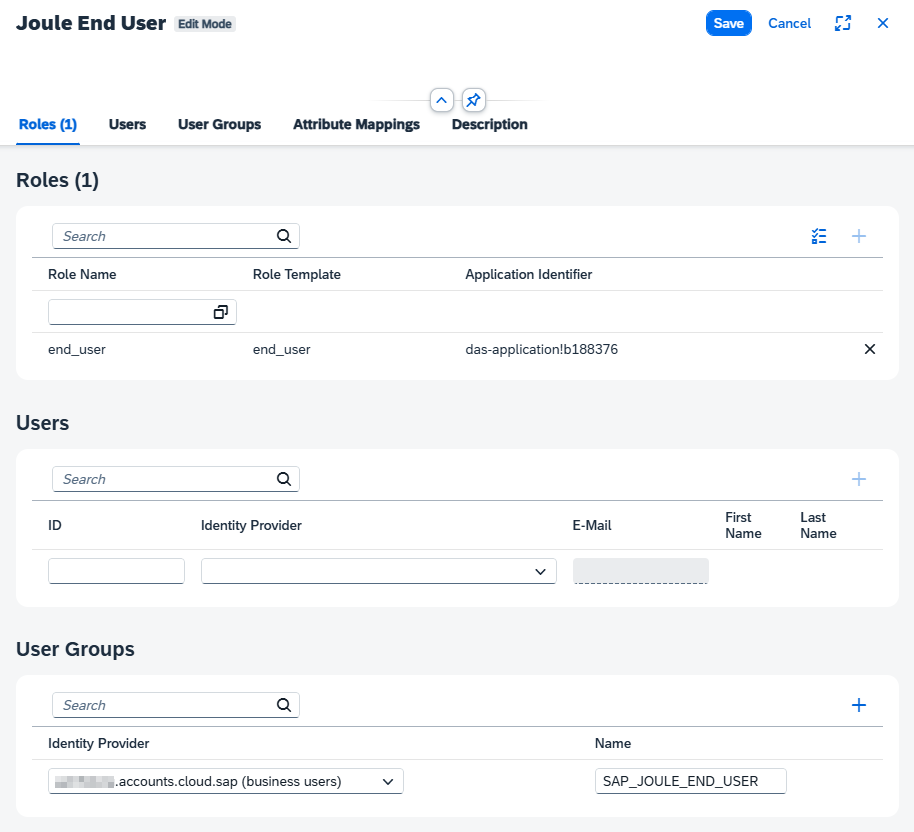 Joule End User Edit Mode Save Cancel
Roles (1) Users User Groups Attribute Mappings Description
Roles (1)
Search
Role Name Role Template Application Identifier
end_user end_user das-application!b188376
Users
Search
ID Identity Provider E-Mail First Name Last Name
User Groups
Search
Identity Provider Name
.accounts.cloud.sap (business users) SAP_JOULE_END_USER